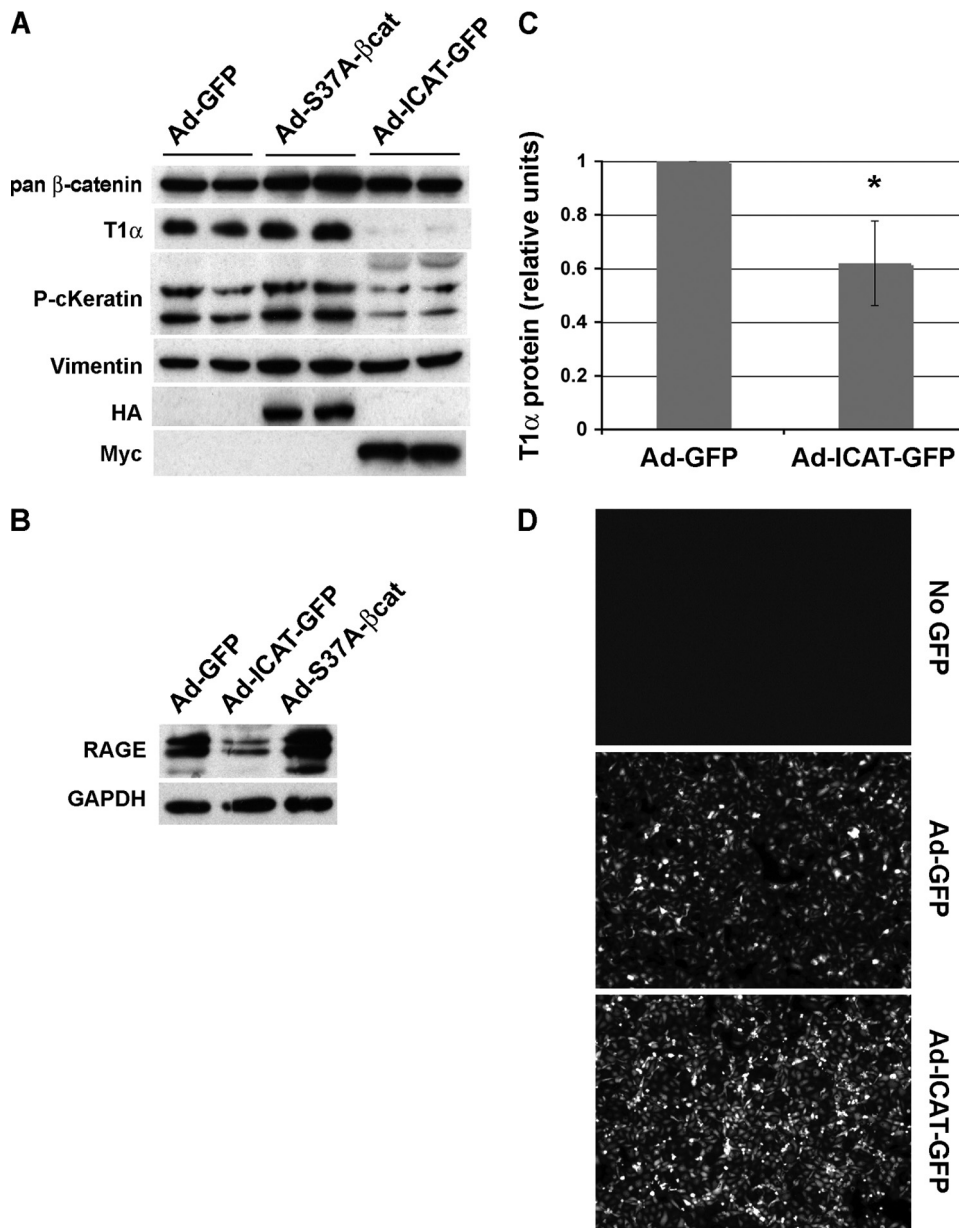 A
Ad-GFP
Ad-S37A-βcat
Ad-ICAT-GFP
pan β-catenin
T1α
P-cKeratin
Vimentin
HA
Myc
B
Ad-GFP
Ad-ICAT-GFP
Ad-S37A-βcat
RAGE
GAPDH
C
T1α protein (relative units)
1
0.8
0.6
0.4
0.2
0
*
Ad-GFP
Ad-ICAT-GFP
D
No GFP
Ad-GFP
Ad-ICAT-GFP